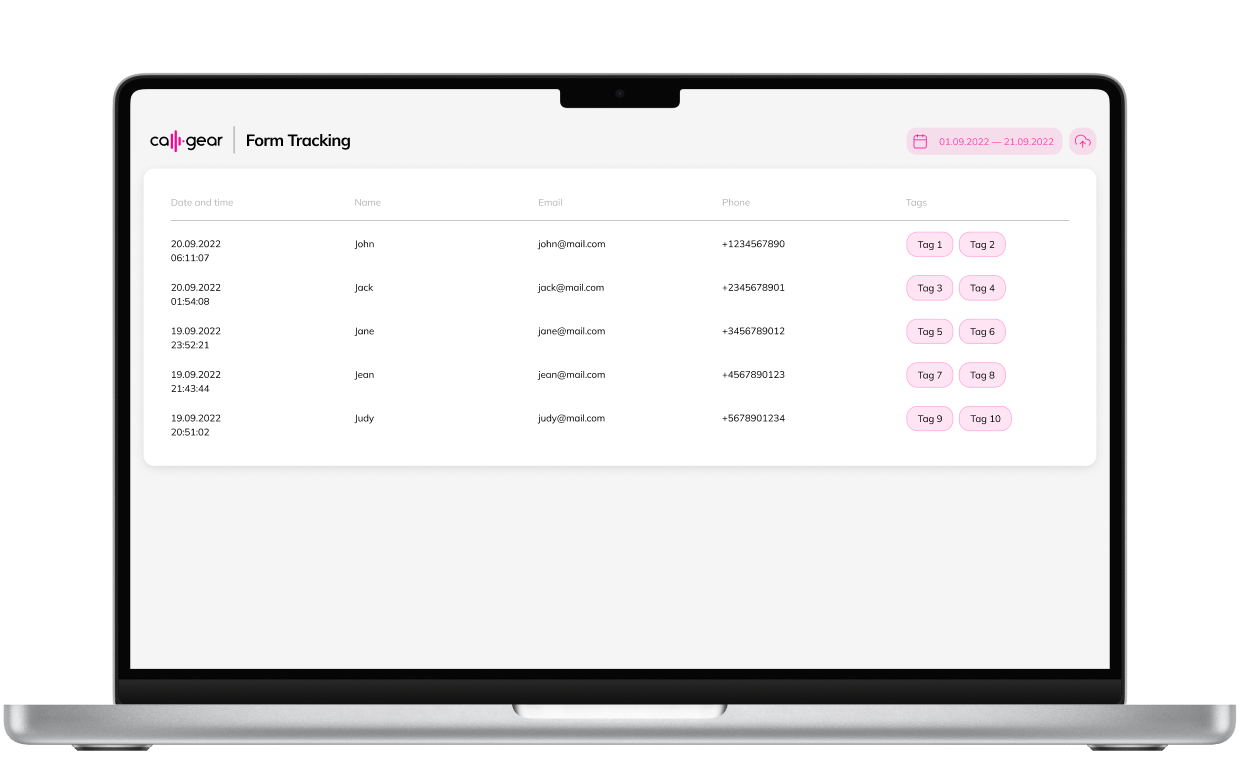 callgear Form Tracking 01.09.2022 — 21.09.2022
Date and time Name Email Phone Tags
20.09.2022 John john@mail.com +1234567890 Tag 1 Tag 2
06:11:07
20.09.2022 Jack jack@mail.com +2345678901 Tag 3 Tag 4
01:54:08
19.09.2022 Jane jane@mail.com +3456789012 Tag 5 Tag 6
23:52:21
19.09.2022 Jean jean@mail.com +4567890123 Tag 7 Tag 8
21:43:44
19.09.2022 Judy judy@mail.com +5678901234 Tag 9 Tag 10
20:51:02